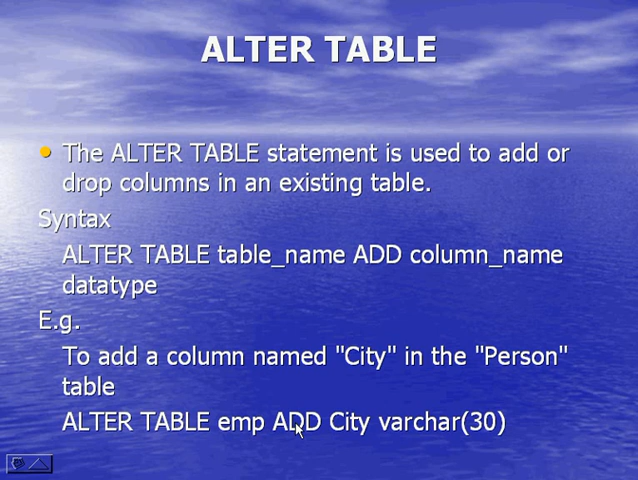 ALTER TABLE
• The ALTER TABLE statement is used to add or
drop columns in an existing table.
Syntax
ALTER TABLE table_name ADD column_name
datatype
E.g.
To add a column named "City" in the "Person"
table
ALTER TABLE emp ADD City varchar(30)